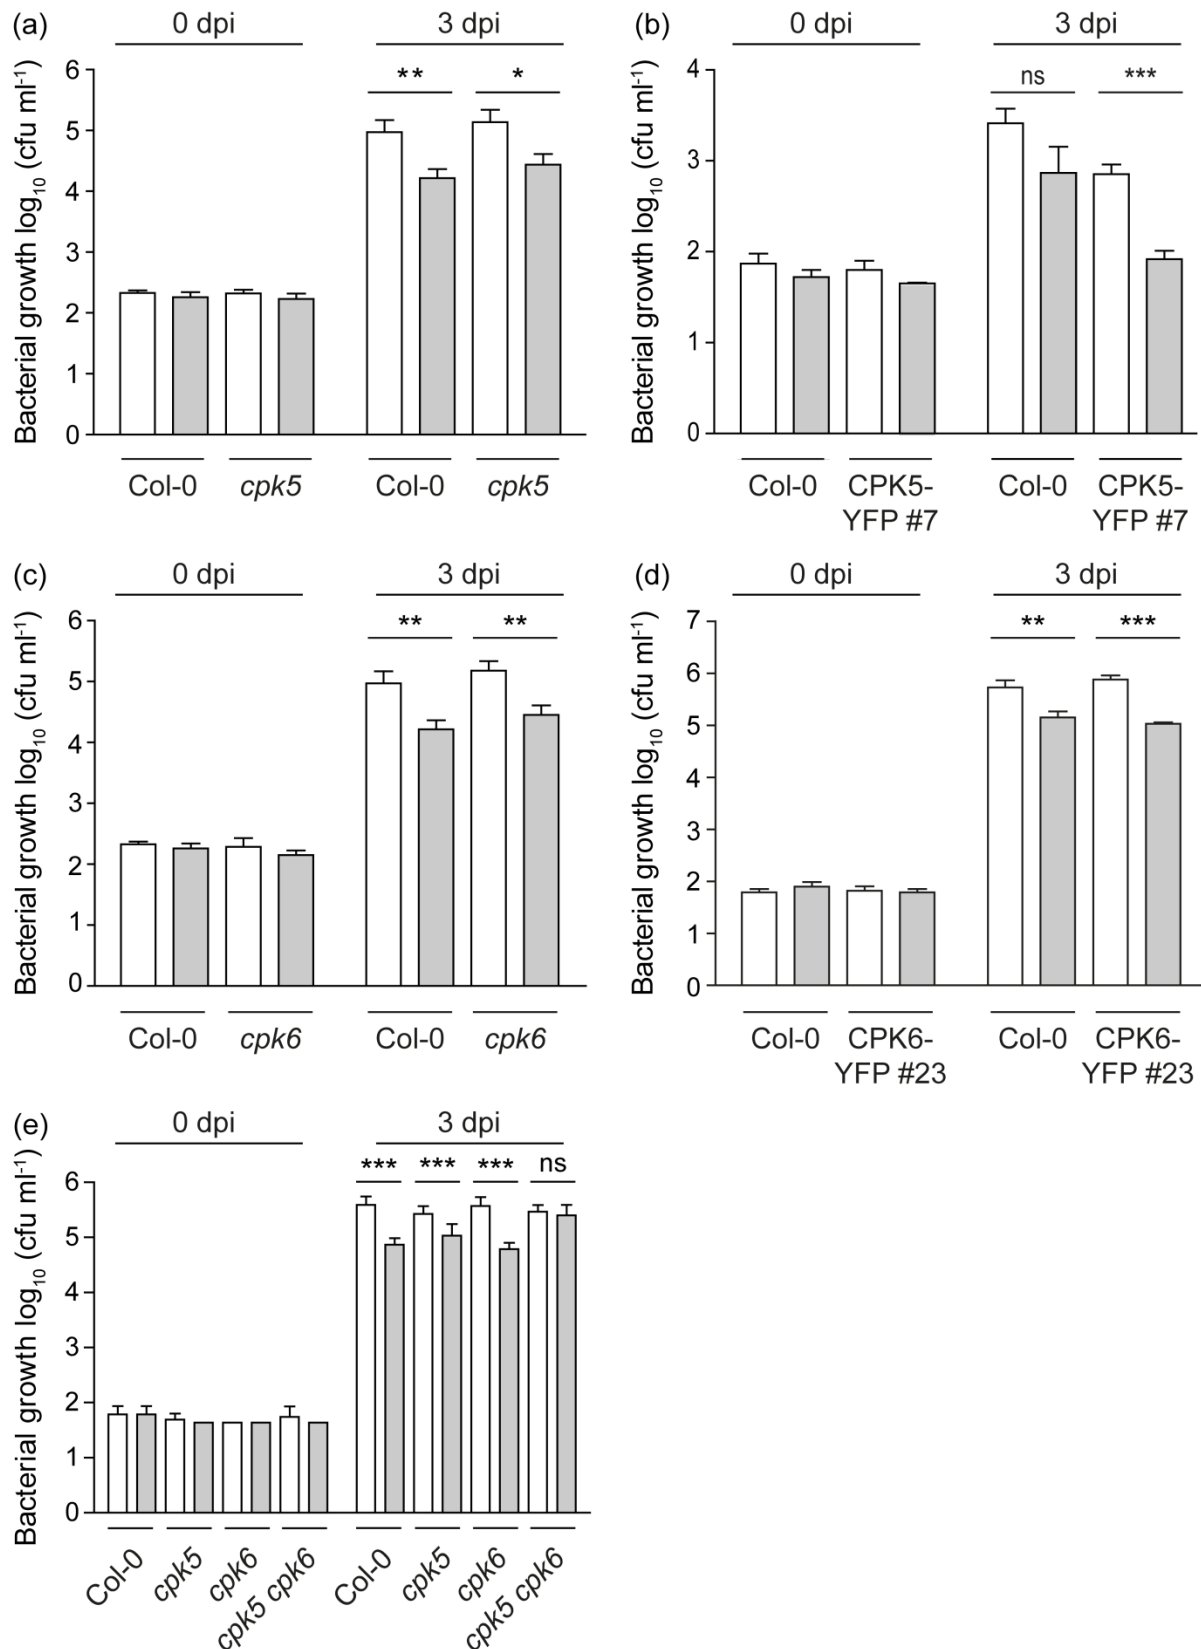 (a)
0 dpi
3 dpi
Bacterial growth log10 (cfu ml-1)
6
5
4
3
2
1
0
**
*
Col-0
cpk5
Col-0
cpk5
(b)
0 dpi
3 dpi
Bacterial growth log10 (cfu ml-1)
4
3
2
1
0
ns
***
Col-0
CPK5-
YFP #7
Col-0
CPK5-
YFP #7
(c)
0 dpi
3 dpi
Bacterial growth log10 (cfu ml-1)
6
5
4
3
2
1
0
**
**
Col-0
cpk6
Col-0
cpk6
(d)
0 dpi
3 dpi
Bacterial growth log10 (cfu ml-1)
7
6
5
4
3
2
1
0
**
***
Col-0
CPK6-
YFP #23
Col-0
CPK6-
YFP #23
(e)
0 dpi
3 dpi
Bacterial growth log10 (cfu ml-1)
6
5
4
3
2
1
0
***
***
***
ns
Col-0
cpk5
cpk6
cpk5 cpk6
Col-0
cpk5
cpk6
cpk5 cpk6